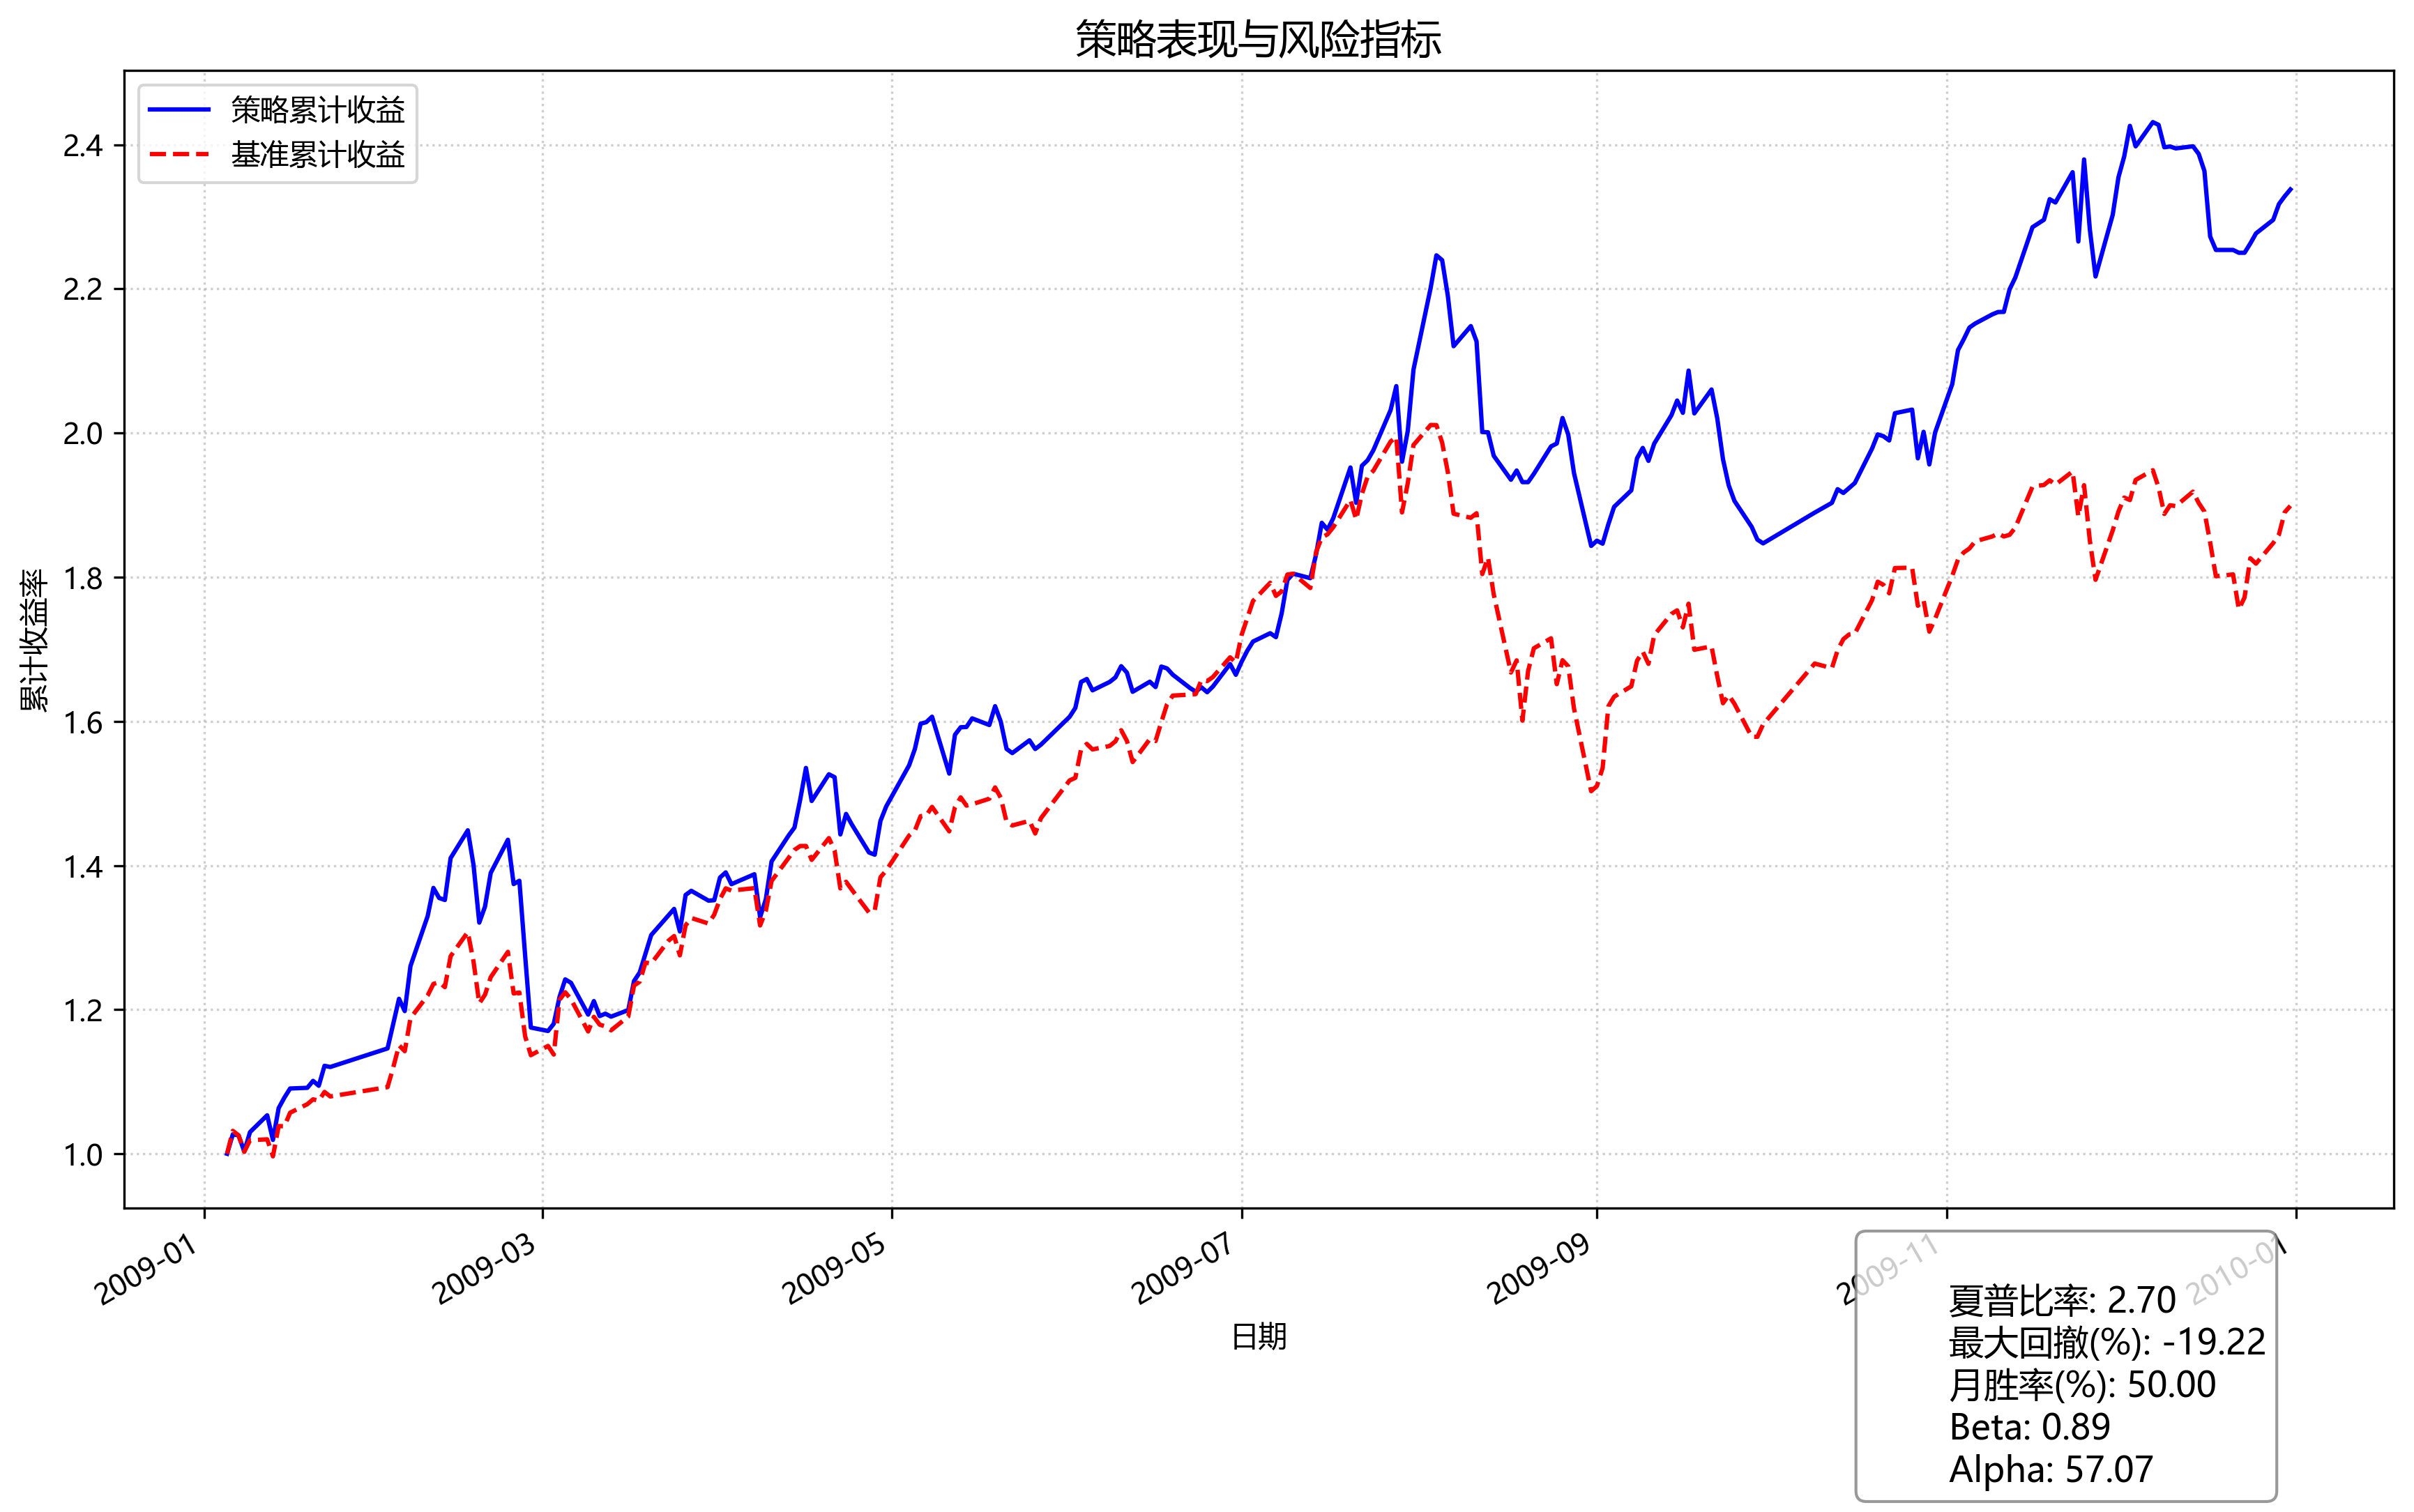 策略表现与风险指标
策略累计收益
基准累计收益
2.4
2.2
2.0
1.8
1.6
1.4
1.2
1.0
累计收益率
2009-01
2009-03
2009-05
2009-07
2009-09
2009-11
2010-01
日期
夏普比率: 2.70
最大回撤(%): -19.22
月胜率(%): 50.00
Beta: 0.89
Alpha: 57.07